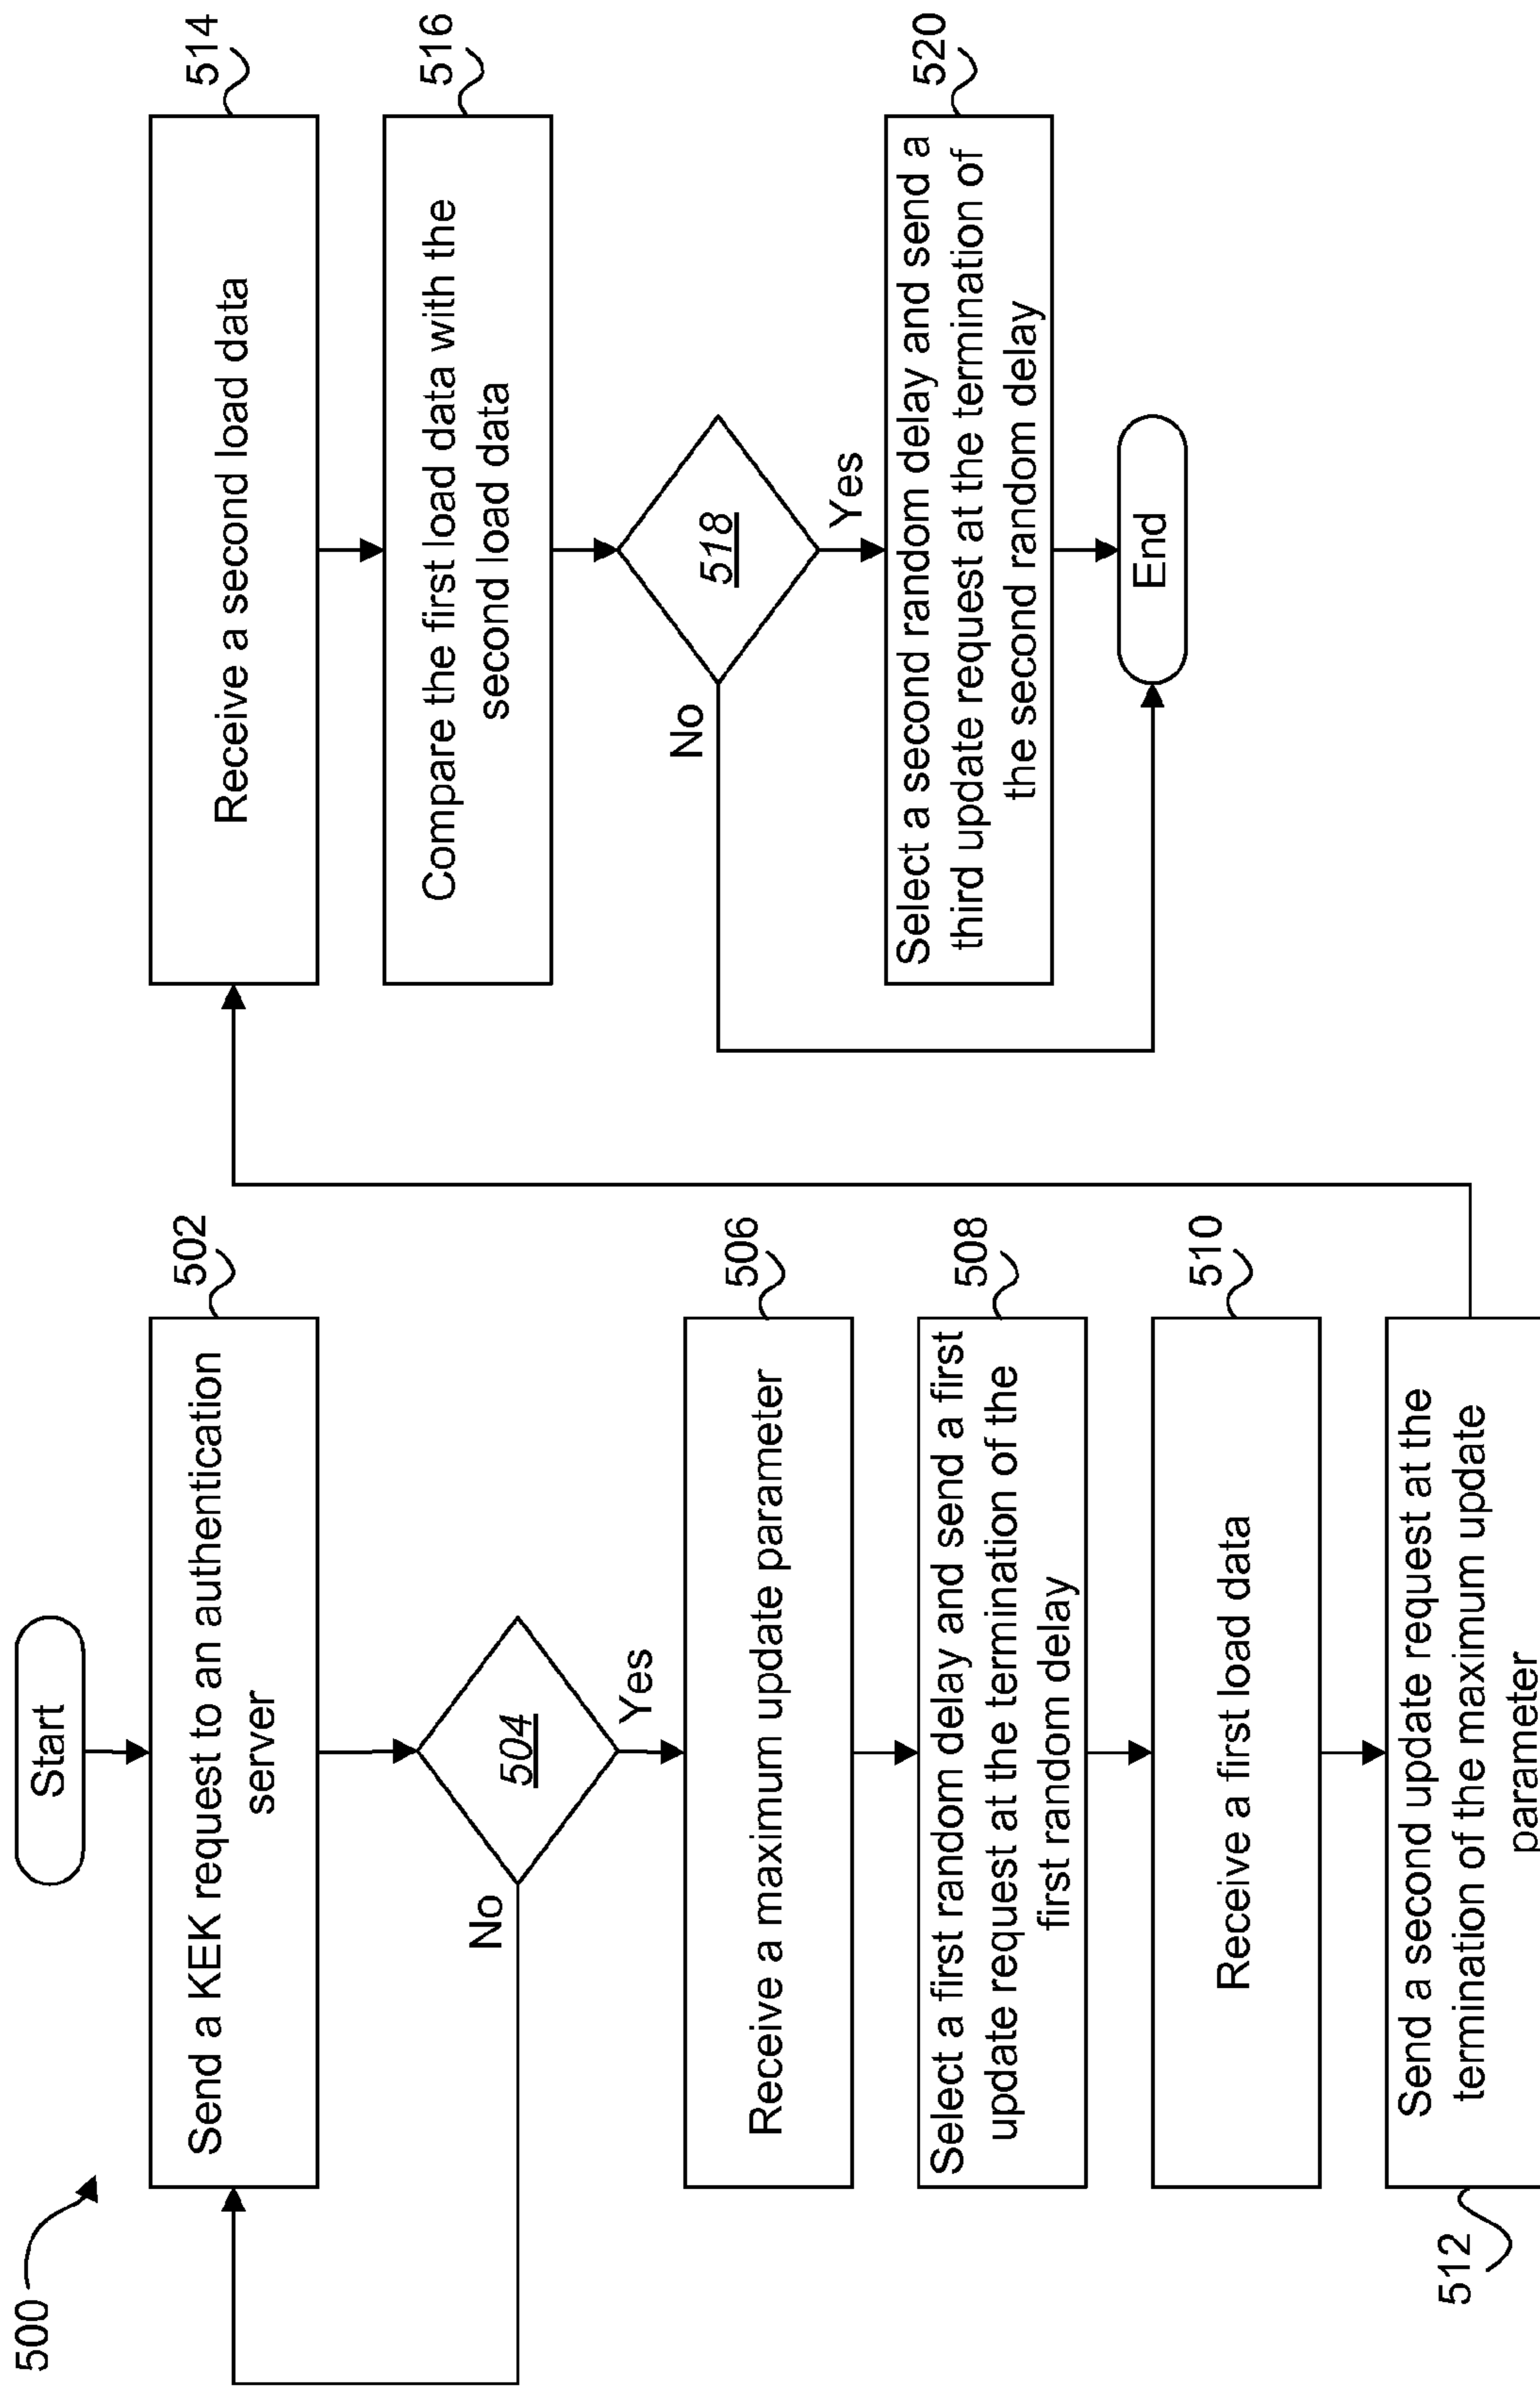 500
Start
502
Send a KEK request to an authentication
server
504
No
Yes
506
Receive a maximum update parameter
508
Select a first random delay and send a first
update request at the termination of the
first random delay
510
Receive a first load data
512
Send a second update request at the
termination of the maximum update
parameter
514
Receive a second load data
516
Compare the first load data with the
second load data
518
No
Yes
520
Select a second random delay and send a
third update request at the termination of
the second random delay
End